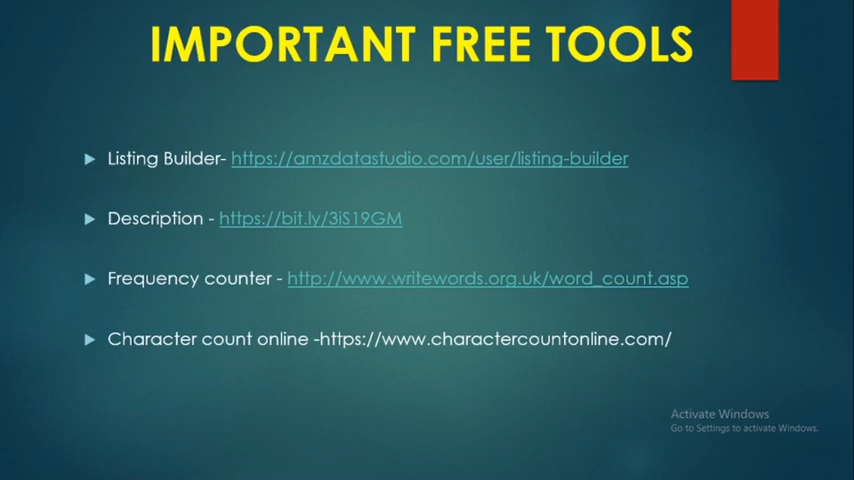 IMPORTANT FREE TOOLS
Listing Builder- https://amzdatastudio.com/user/listing-builder
Description - https://bit.ly/3iS19GM
Frequency counter - http://www.writewords.org.uk/word_count.asp
Character count online -https://www.charactercountonline.com/
Activate Windows
Go to Settings to activate Windows.